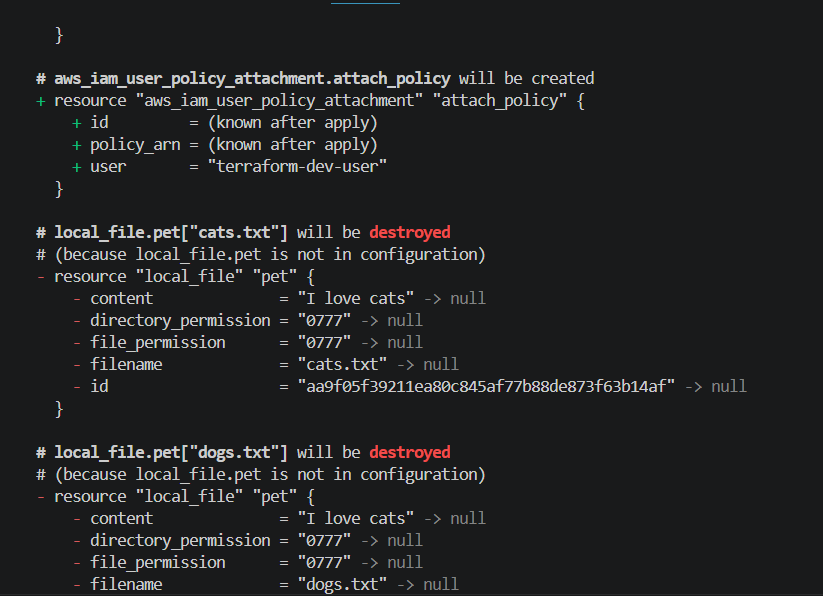 }
# aws_iam_user_policy_attachment.attach_policy will be created
+ resource "aws_iam_user_policy_attachment" "attach_policy" {
+ id = (known after apply)
+ policy_arn = (known after apply)
+ user = "terraform-dev-user"
}
# local_file.pet["cats.txt"] will be destroyed
# (because local_file.pet is not in configuration)
- resource "local_file" "pet" {
- content = "I love cats" -> null
- directory_permission = "0777" -> null
- file_permission = "0777" -> null
- filename = "cats.txt" -> null
- id = "aa9f05f39211ea80c845af77b88de873f63b14af" -> null
}
# local_file.pet["dogs.txt"] will be destroyed
# (because local_file.pet is not in configuration)
- resource "local_file" "pet" {
- content = "I love cats" -> null
- directory_permission = "0777" -> null
- file_permission = "0777" -> null
- filename = "dogs.txt" -> null